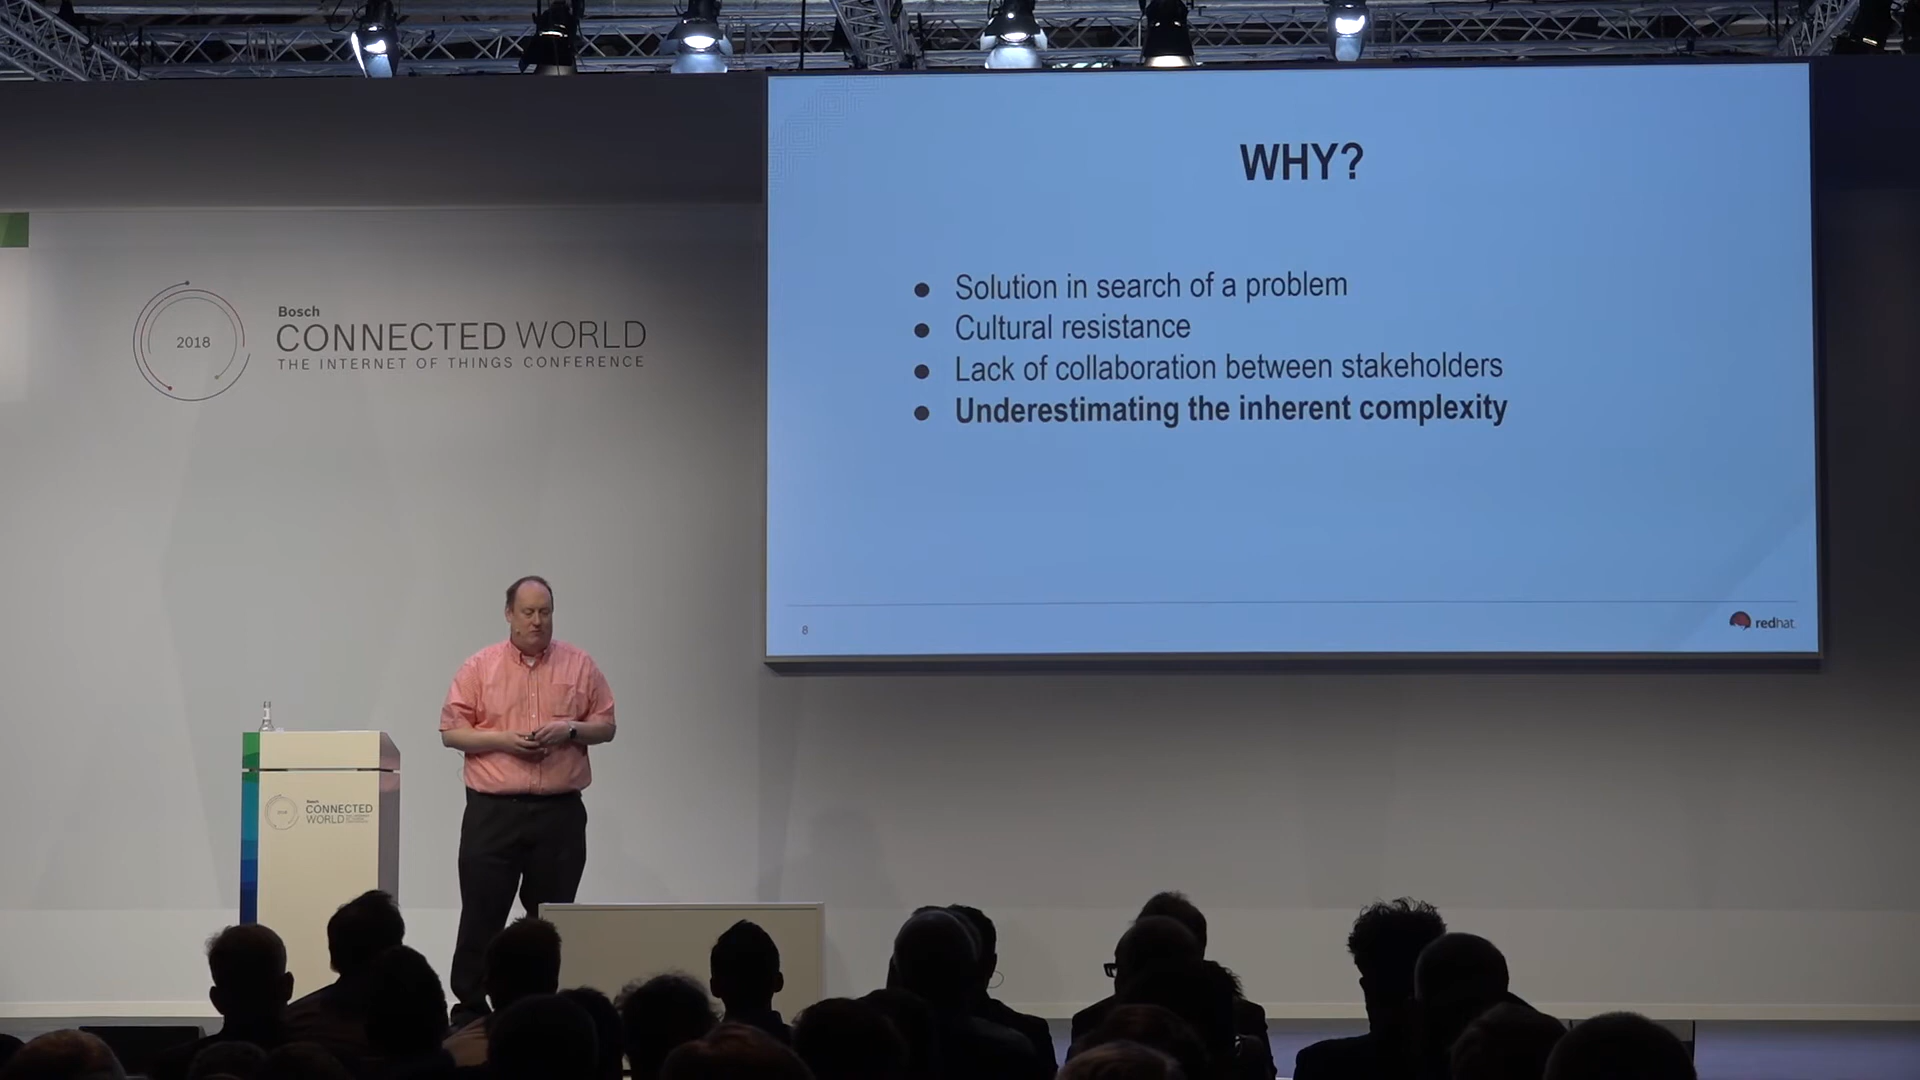 WHY?
● Solution in search of a problem
● Cultural resistance
● Lack of collaboration between stakeholders
● Underestimating the inherent complexity
8
redhat.
2018
Bosch
CONNECTED WORLD
THE INTERNET OF THINGS CONFERENCE
Bosch
CONNECTED
WORLD